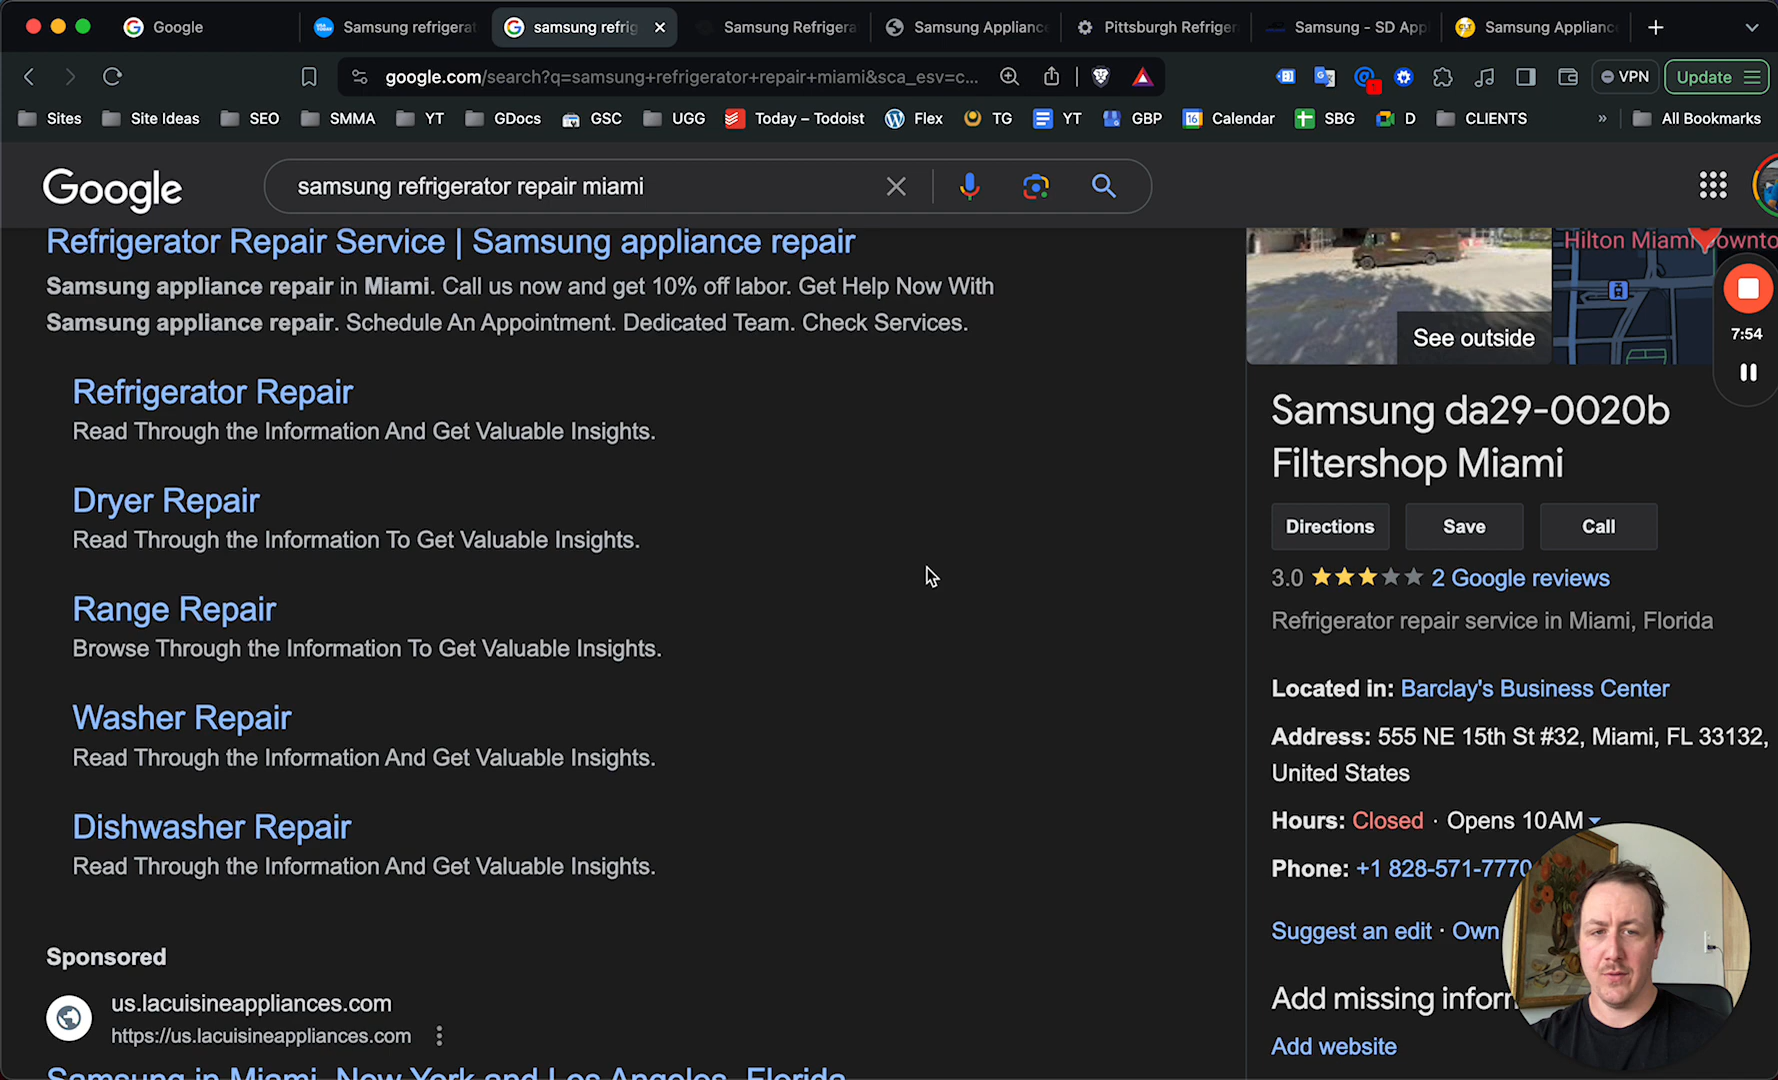 Google
Samsung refrigerat
samsung refrig
Samsung Refrigera
Samsung Appliance
Pittsburgh Refriger
Samsung - SD App
Samsung Applianc
google.com/search?q=samsung+refrigerator+repair+miami&sca_esv=c...
VPN
Update
Sites
Site Ideas
SEO
SMMA
YT
GDocs
GSC
UGG
Today – Todoist
Flex
TG
YT
GBP
16
Calendar
SBG
D
CLIENTS
»
All Bookmarks
Google
samsung refrigerator repair miami
Refrigerator Repair Service | Samsung appliance repair
Samsung appliance repair in Miami. Call us now and get 10% off labor. Get Help Now With
Samsung appliance repair. Schedule An Appointment. Dedicated Team. Check Services.
Refrigerator Repair
Read Through the Information And Get Valuable Insights.
Dryer Repair
Read Through the Information To Get Valuable Insights.
Range Repair
Browse Through the Information To Get Valuable Insights.
Washer Repair
Read Through the Information And Get Valuable Insights.
Dishwasher Repair
Read Through the Information And Get Valuable Insights.
Sponsored
us.lacuisineappliances.com
https://us.lacuisineappliances.com
Samsung in Miami, New York and Los Angeles, Florida
Hilton Miami Downto
See outside
7:54
Samsung da29-0020b
Filtershop Miami
Directions
Save
Call
3.0
2 Google reviews
Refrigerator repair service in Miami, Florida
Located in: Barclay's Business Center
Address: 555 NE 15th St #32, Miami, FL 33132,
United States
Hours: Closed · Opens 10 AM
Phone: +1 828-571-7770
Suggest an edit · Own
Add missing inform
Add website